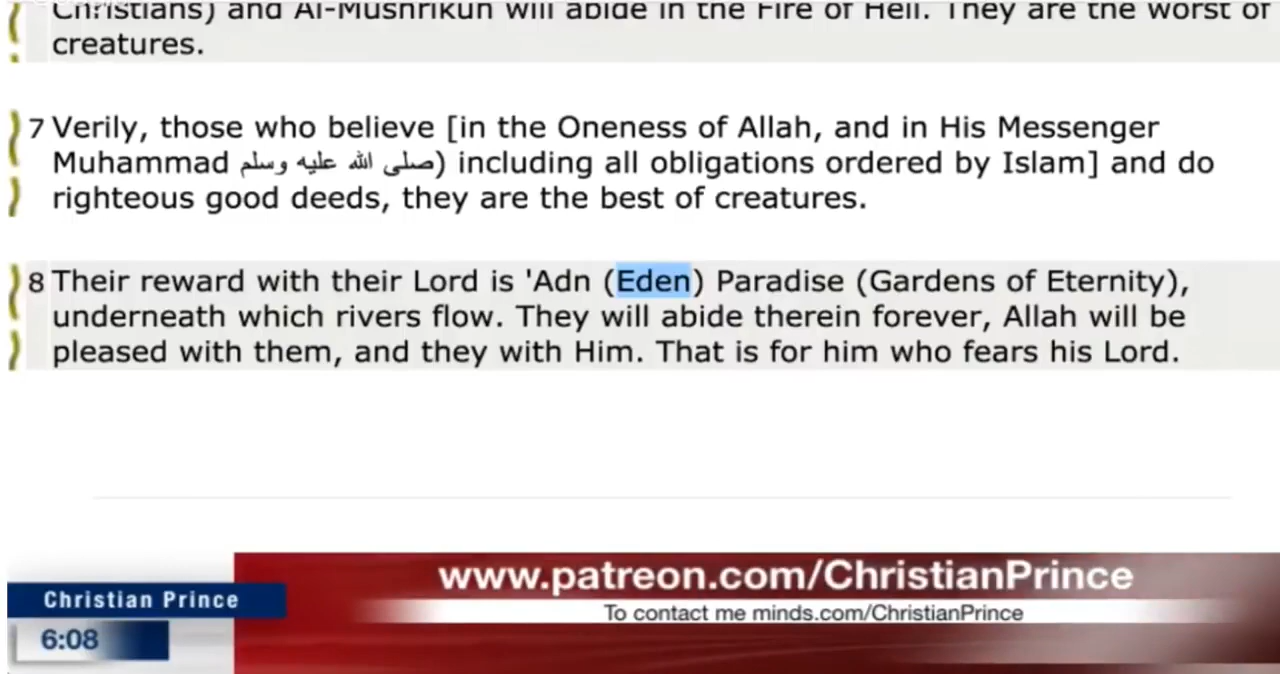 Christians) and Al-Mushrikun will abide in the Fire of Hell. They are the worst of
creatures.
7 Verily, those who believe [in the Oneness of Allah, and in His Messenger
Muhammad صلى الله عليه وسلم) including all obligations ordered by Islam] and do
righteous good deeds, they are the best of creatures.
8 Their reward with their Lord is 'Adn (Eden) Paradise (Gardens of Eternity),
underneath which rivers flow. They will abide therein forever, Allah will be
pleased with them, and they with Him. That is for him who fears his Lord.
www.patreon.com/ChristianPrince
Christian Prince
To contact me minds.com/ChristianPrince
6:08